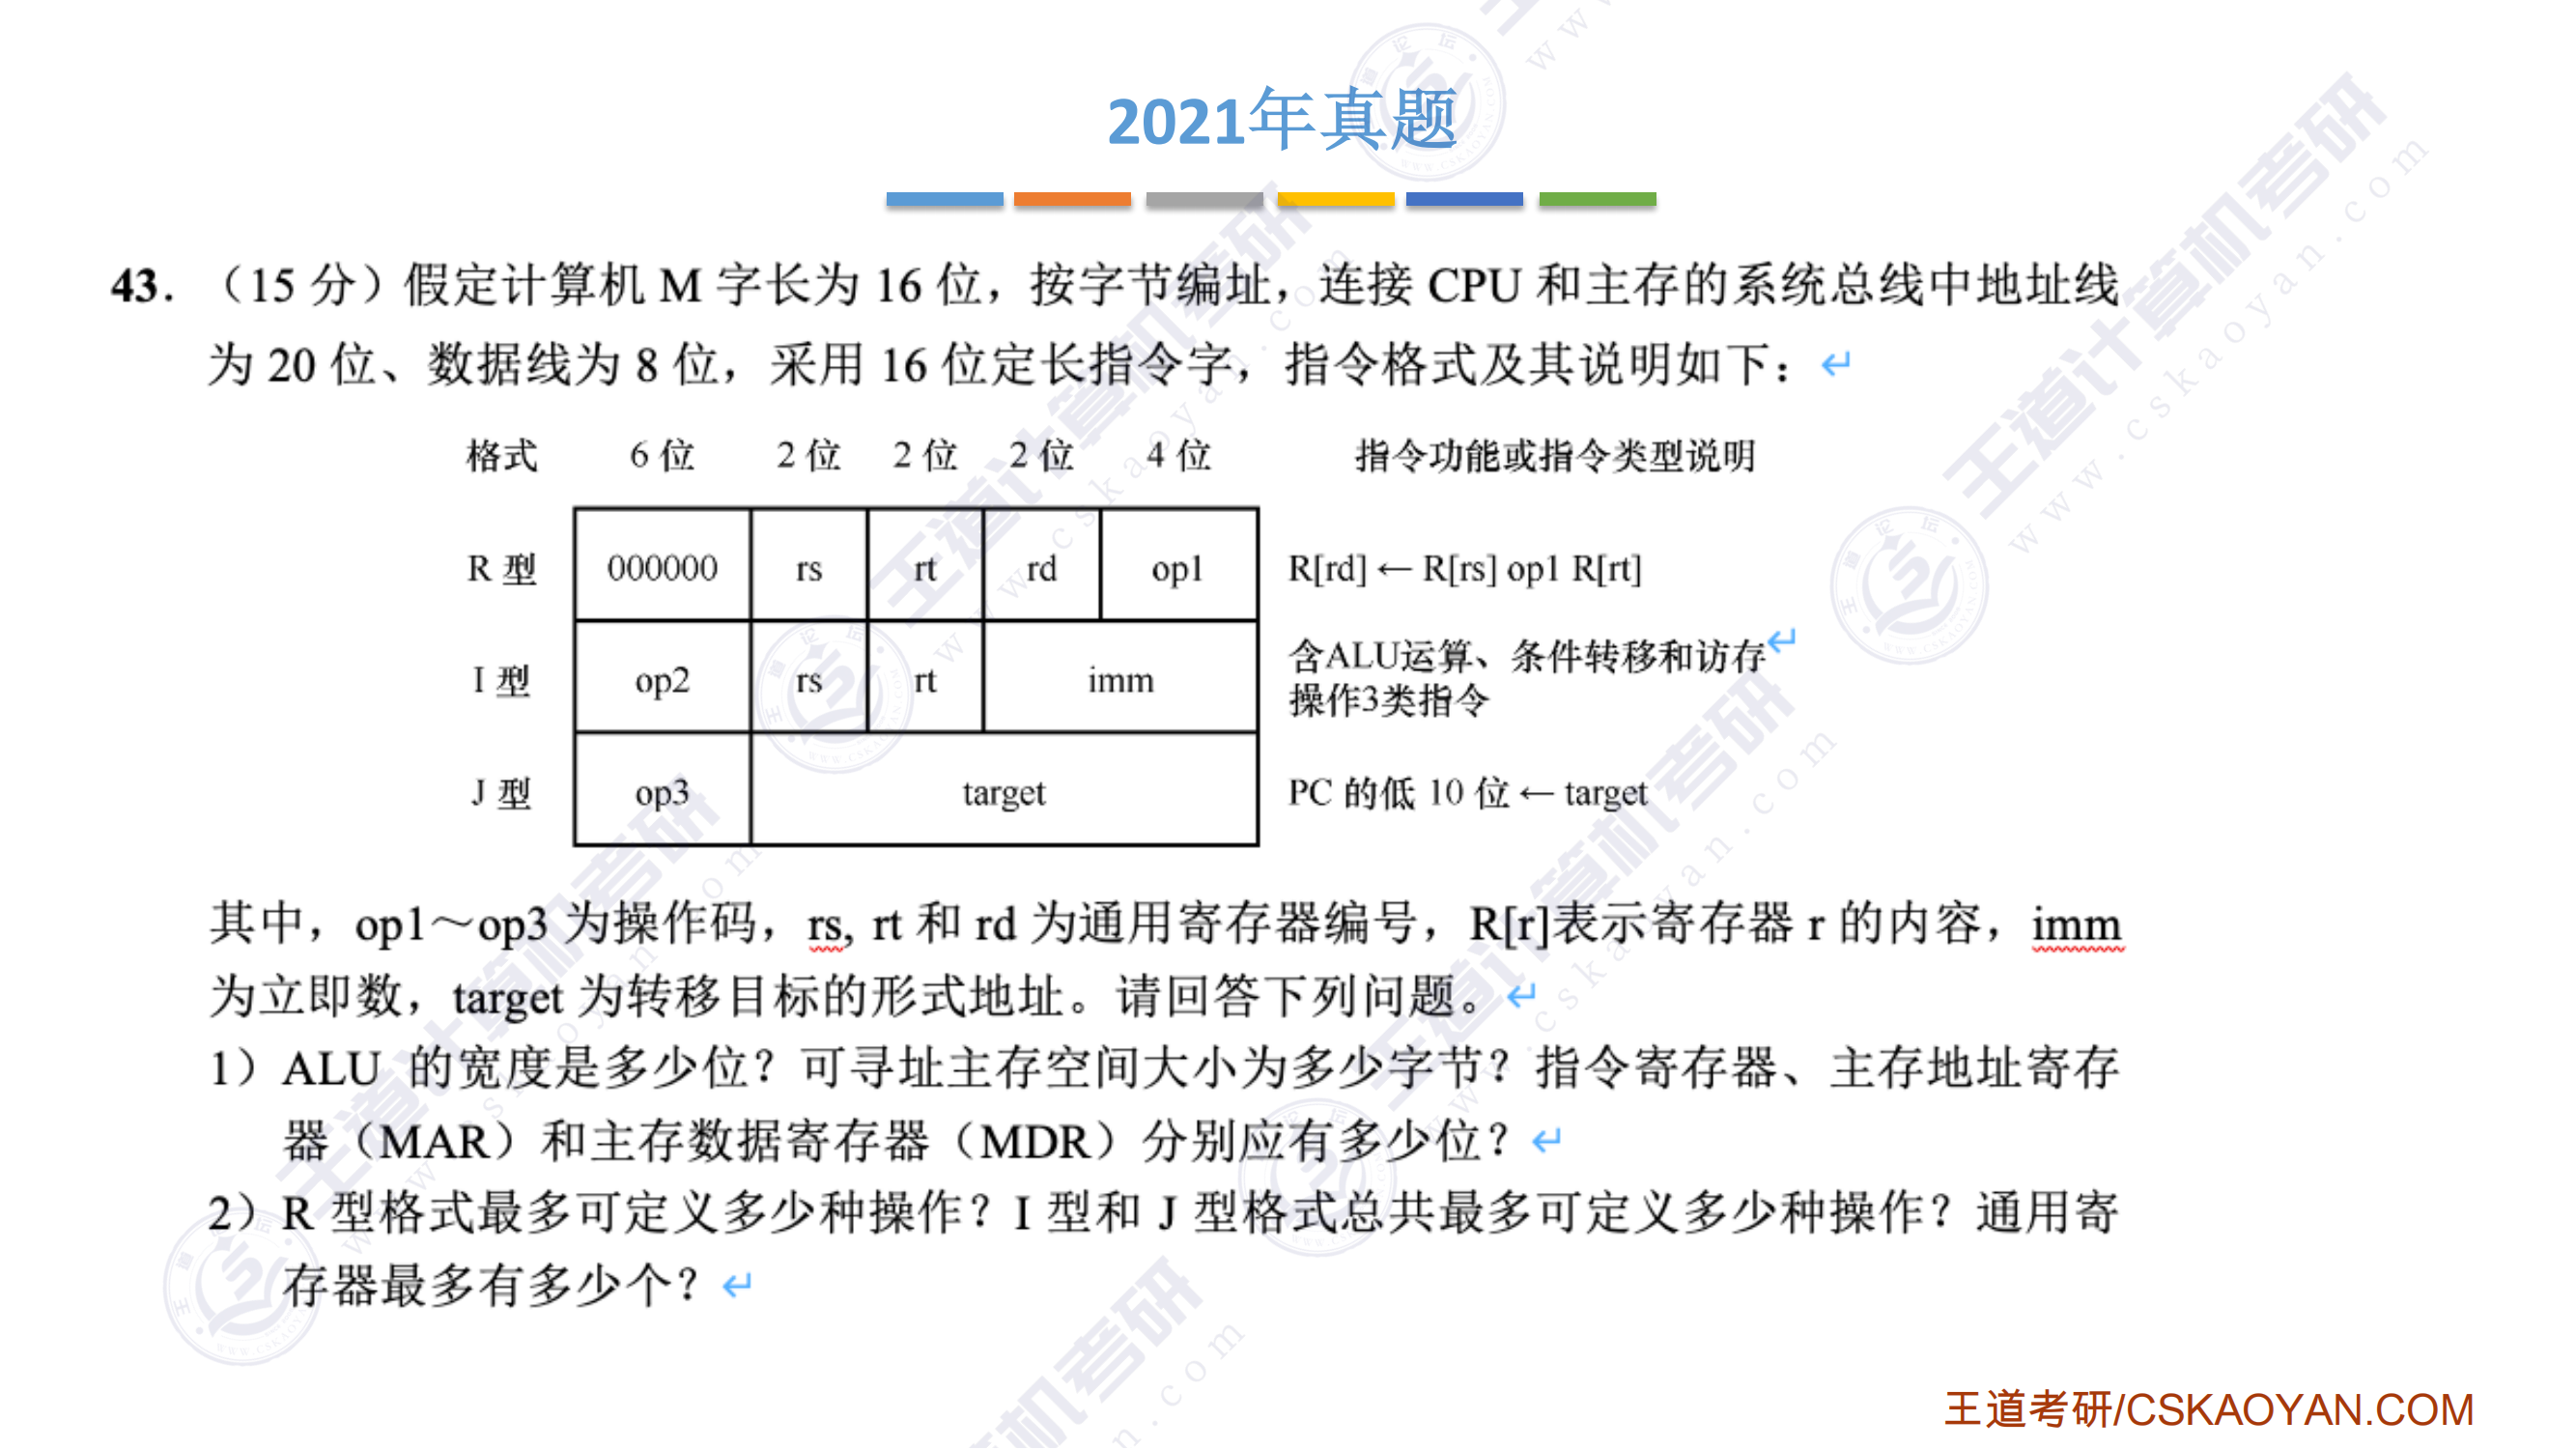 2021年真题
43. （15 分）假定计算机 M 字长为 16 位，按字节编址，连接 CPU 和主存的系统总线中地址线
为 20 位、数据线为 8 位，采用 16 位定长指令字，指令格式及其说明如下：
格式 6 位 2 位 2 位 2 位 4 位 指令功能或指令类型说明
R 型 000000 rs rt rd op1 R[rd] ← R[rs] op1 R[rt]
I 型 op2 rs rt imm 含ALU运算、条件转移和访存
操作3类指令
J 型 op3 target PC 的低 10 位 ← target
其中，op1～op3 为操作码，rs, rt 和 rd 为通用寄存器编号，R[r]表示寄存器 r 的内容，imm
为立即数，target 为转移目标的形式地址。请回答下列问题。
1）ALU 的宽度是多少位？可寻址主存空间大小为多少字节？指令寄存器、主存地址寄存
器（MAR）和主存数据寄存器（MDR）分别应有多少位？
2）R 型格式最多可定义多少种操作？I 型和 J 型格式总共最多可定义多少种操作？通用寄
存器最多有多少个？
王道考研/CSKAOYAN.COM
王道计算机考研
www.cskaoyan.com